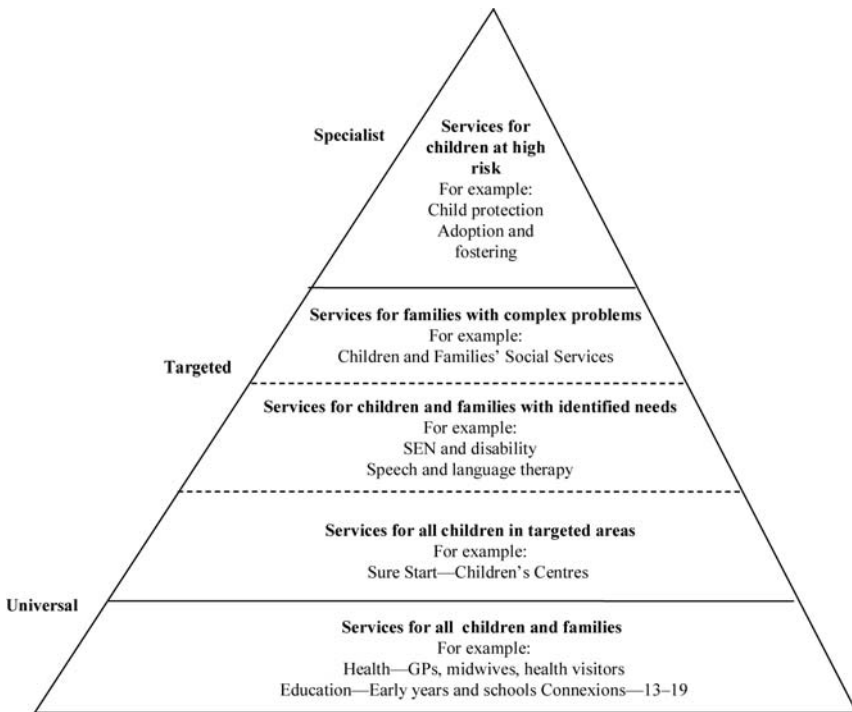 Specialist
Services for
children at high
risk
For example:
Child protection
Adoption and
fostering
Services for families with complex problems
For example:
Children and Families’ Social Services
Targeted
Services for children and families with identified needs
For example:
SEN and disability
Speech and language therapy
Services for all children in targeted areas
For example:
Sure Start—Children’s Centres
Universal
Services for all children and families
For example:
Health—GPs, midwives, health visitors
Education—Early years and schools Connexions—13–19